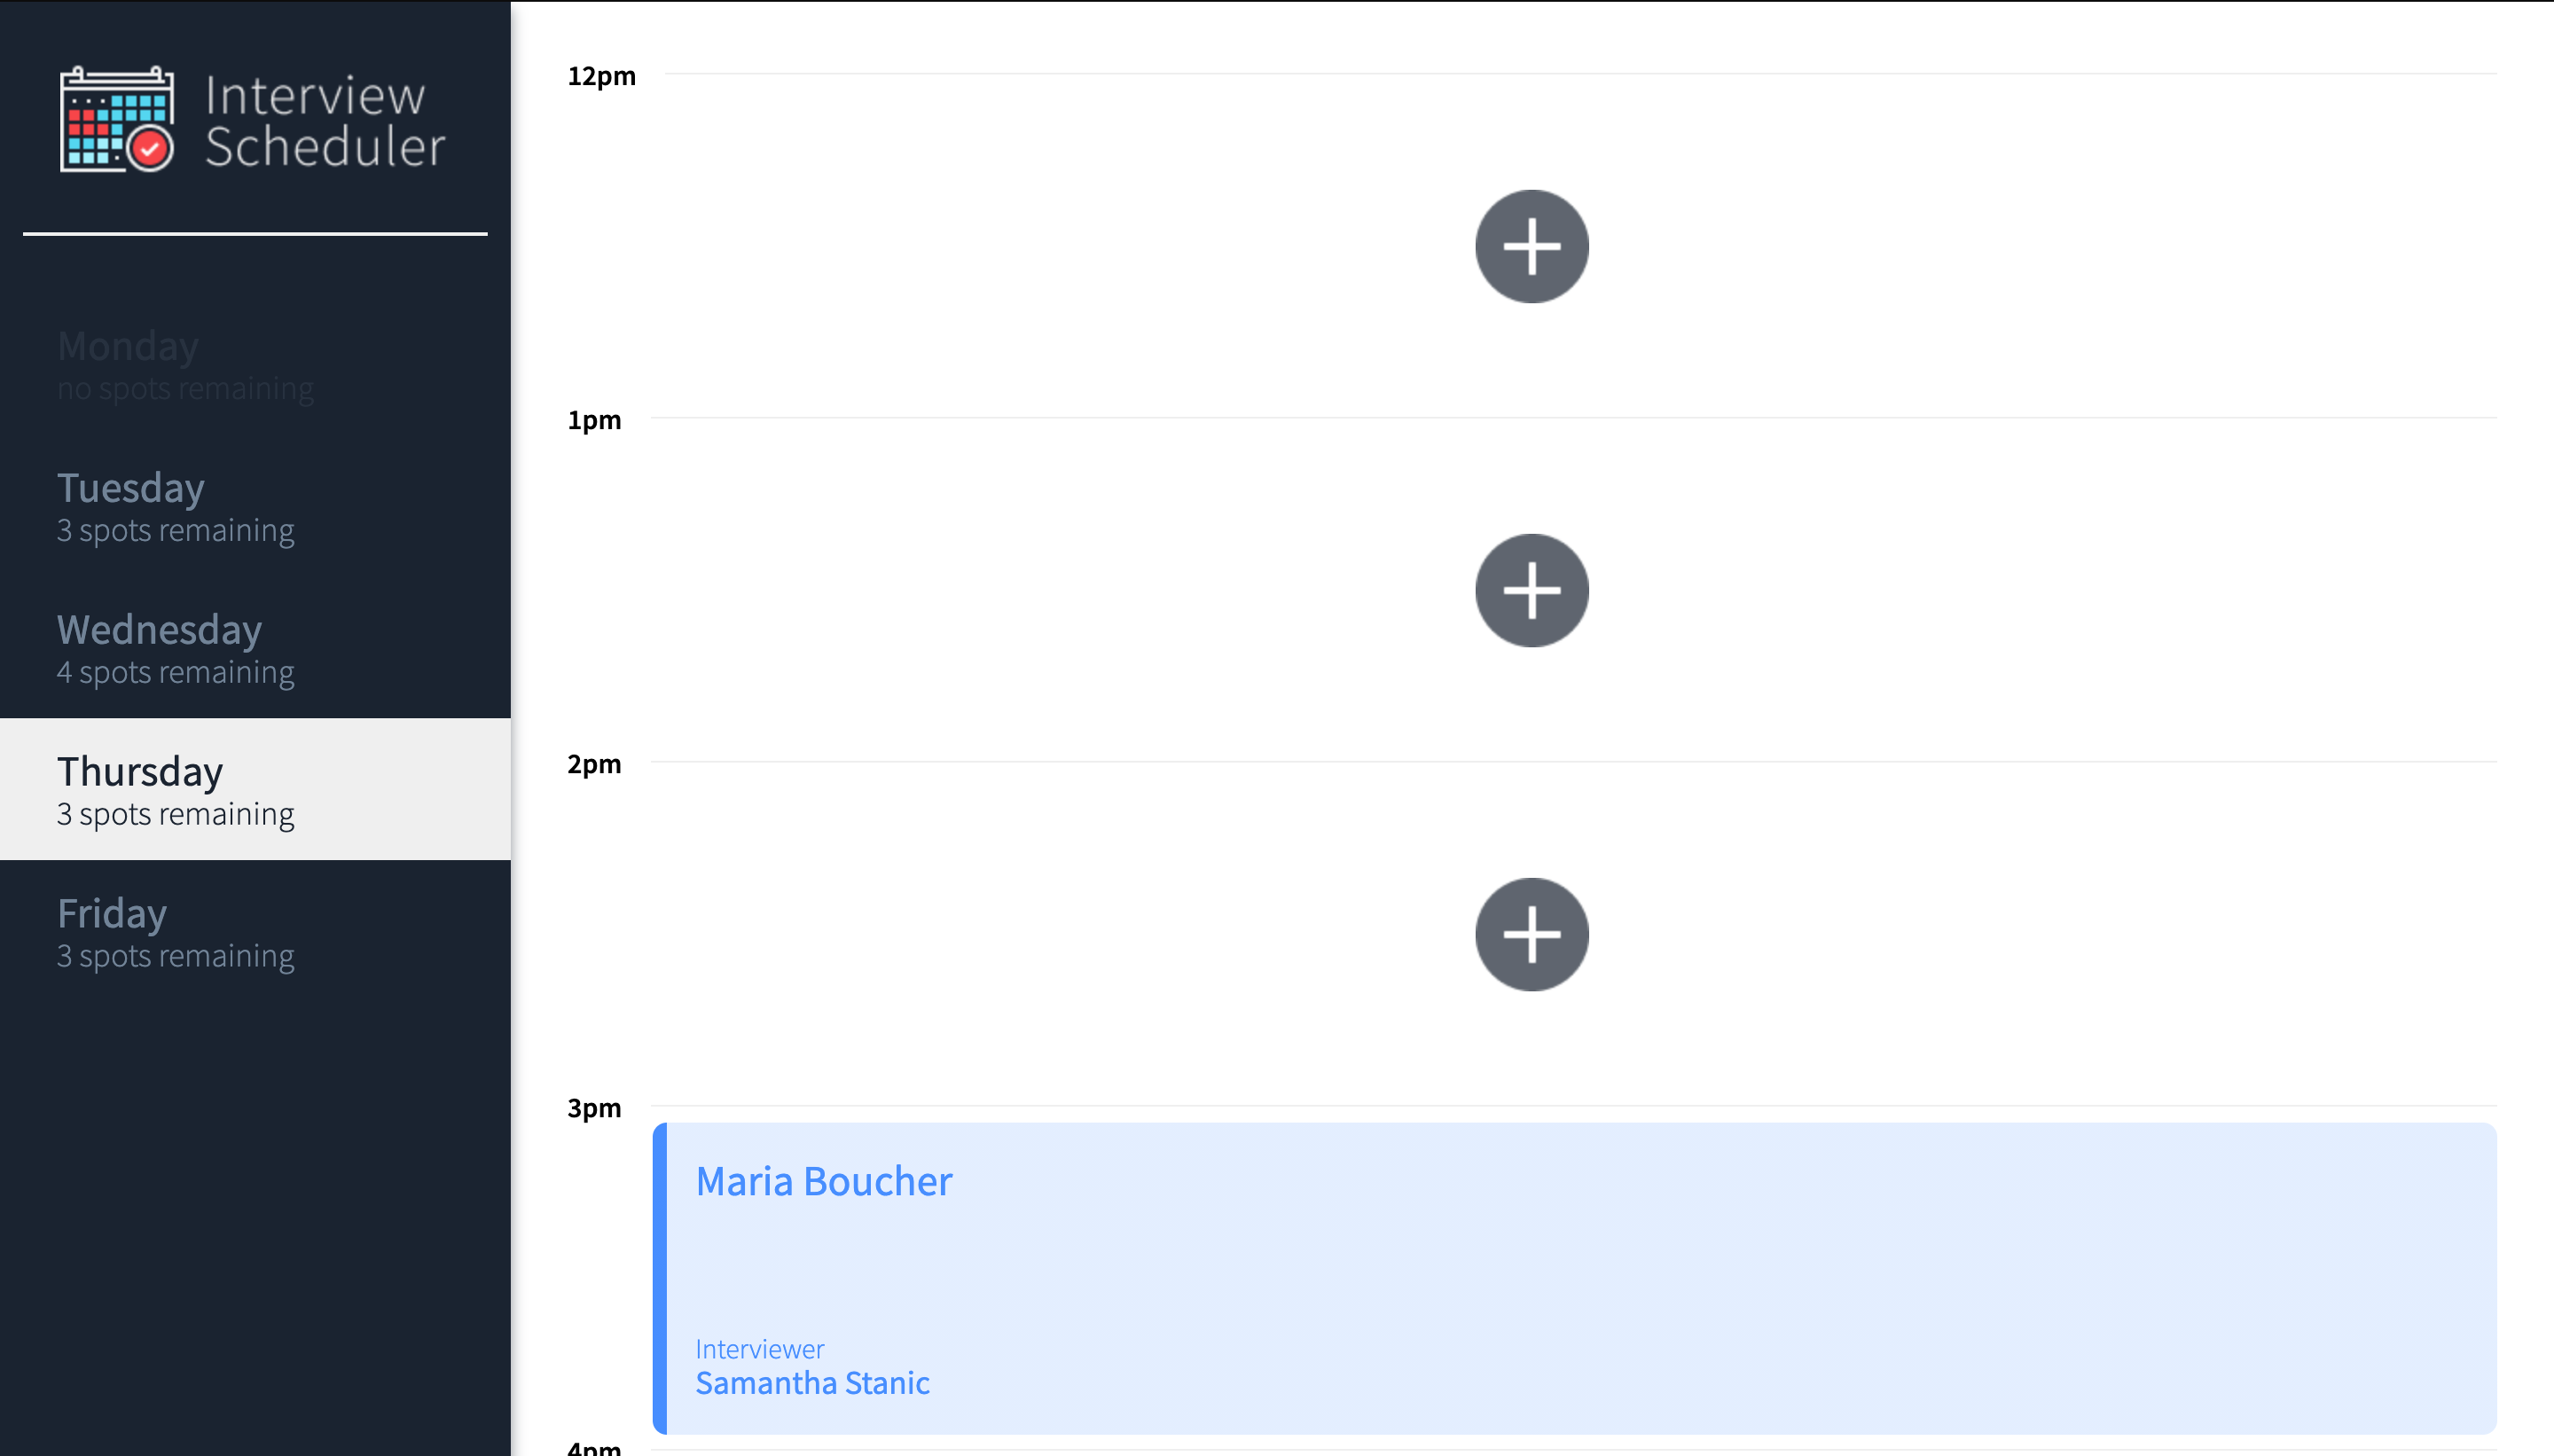 Interview
Scheduler
Monday
no spots remaining
Tuesday
3 spots remaining
Wednesday
4 spots remaining
Thursday
3 spots remaining
Friday
3 spots remaining
12pm
1pm
2pm
3pm
Maria Boucher
Interviewer
Samantha Stanic
4pm